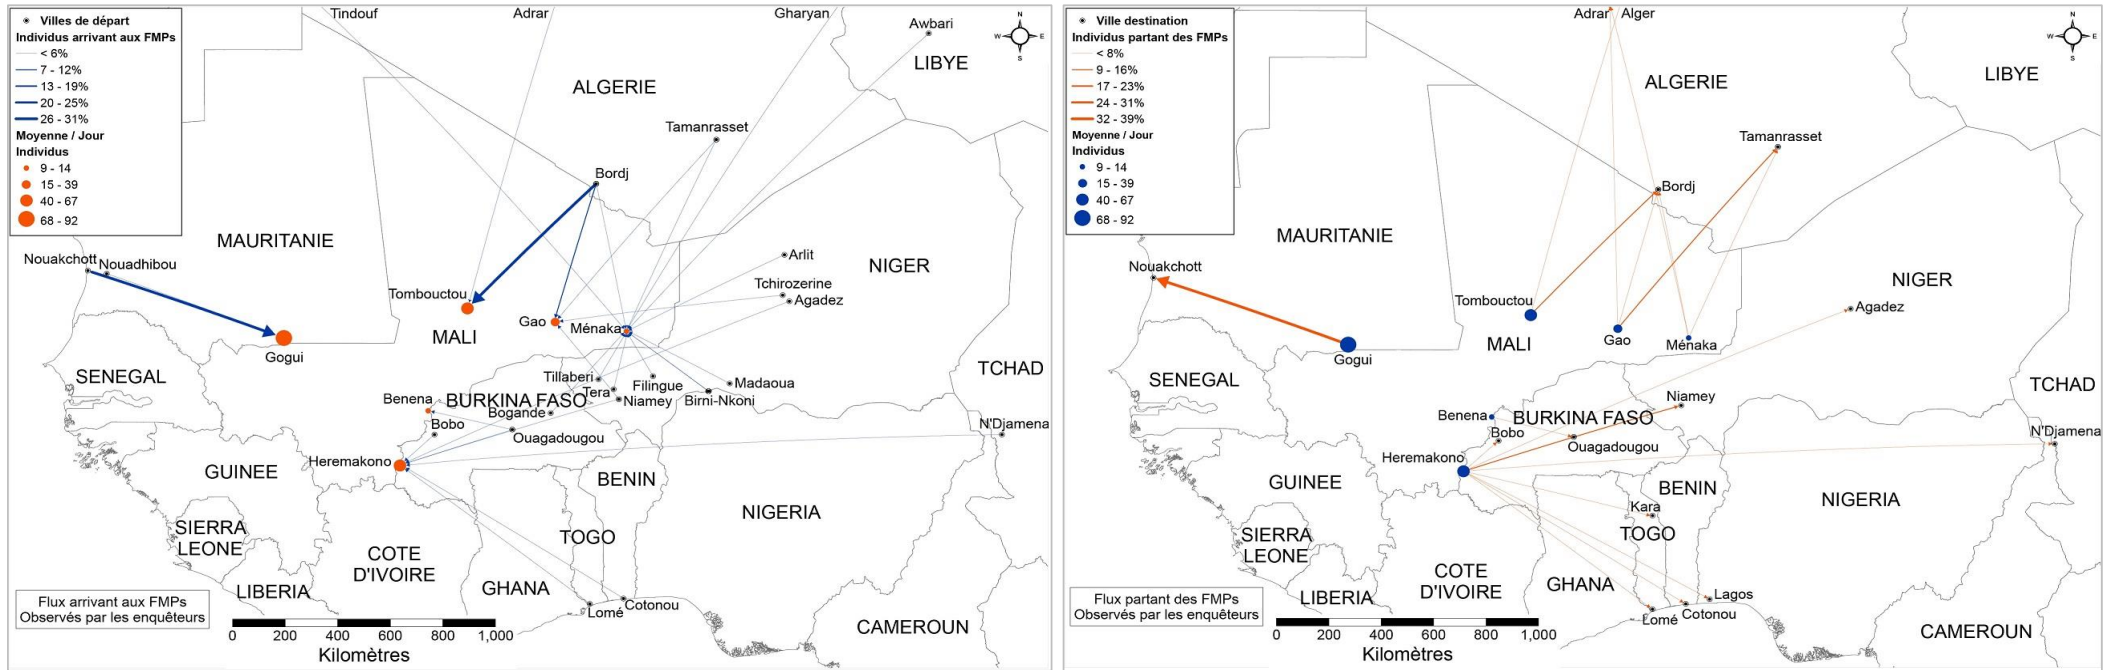 Villes de départ
Individus arrivant aux FMPs
< 6%
7 - 12%
13 - 19%
20 - 25%
26 - 31%
Moyenne / Jour
Individus
9 - 14
15 - 39
40 - 67
68 - 92
Tindouf
Adrar
Gharyan
Awbari
N
W
E
S
LIBYE
ALGERIE
Tamanrasset
Bordj
MAURITANIE
Nouakchott
Nouadhibou
Arlit
NIGER
Tchirozerine
Agadez
Tombouctou
Gao
Ménaka
MALI
Gogui
TCHAD
SENEGAL
Tillaberi
Filingue
Madaoua
Tera
Benena
BURKINA FASO
Niamey
Birni-Nkoni
Bogande
Bobo
Ouagadougou
N'Djamena
Heremakono
GUINEE
BENIN
NIGERIA
SIERRA
LEONE
TOGO
COTE
D'IVOIRE
GHANA
LIBERIA
Lomé
Cotonou
CAMEROUN
Flux arrivant aux FMPs
Observés par les enquêteurs
0 200 400 600 800 1,000
Kilomètres
Ville destination
Individus partant des FMPs
< 8%
9 - 16%
17 - 23%
24 - 31%
32 - 39%
Moyenne / Jour
Individus
9 - 14
15 - 39
40 - 67
68 - 92
Adrar
Alger
N
W
E
S
ALGERIE
LIBYE
Tamanrasset
Bordj
MAURITANIE
Nouakchott
NIGER
Tombouctou
Agadez
Gao
Ménaka
MALI
Gogui
SENEGAL
TCHAD
Niamey
Benena
BURKINA FASO
Bobo
Ouagadougou
N'Djamena
Heremakono
GUINEE
BENIN
NIGERIA
Kara
TOGO
SIERRA
LEONE
COTE
D'IVOIRE
GHANA
LIBERIA
Lagos
Lomé
Cotonou
CAMEROUN
Flux partant des FMPs
Observés par les enquêteurs
0 200 400 600 800 1,000
Kilomètres